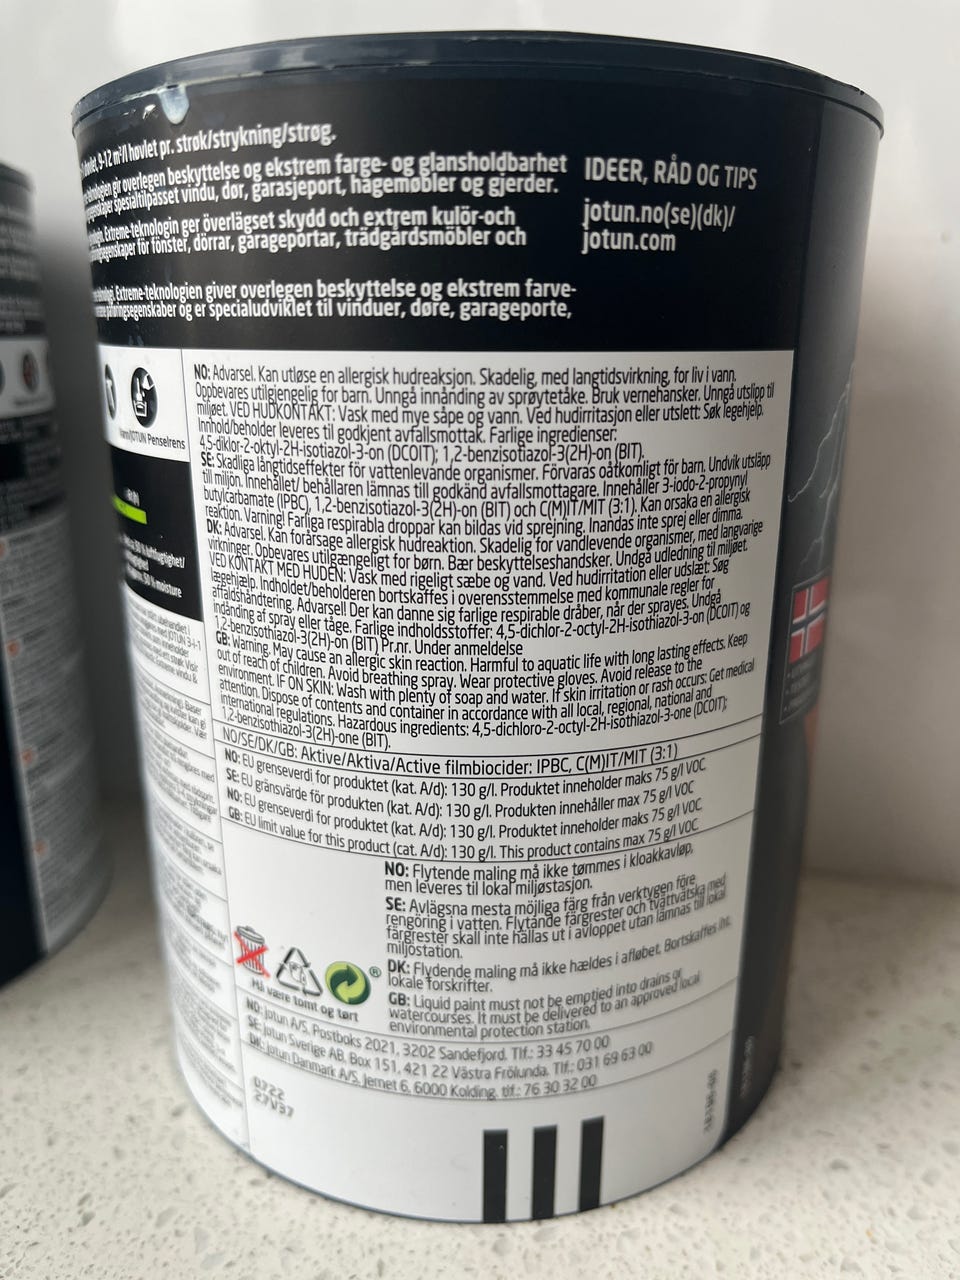 9-12 m²/l høvlet pr. strøk/strykning/strøg.
gir overlegen beskyttelse og ekstrem farge- og glansholdbarhet
spesialtilpasset vindu, dør, garasjeport, hagemøbler og gjerder.
Extreme-teknologin ger överlägset skydd och extrem kulör-och
för fönster, dörrar, garageportar, trädgårdsmöbler och
Extreme-teknologien giver overlegen beskyttelse og ekstrem farve-
og er specialudviklet til vinduer, døre, garageporte,
IDEER, RÅD OG TIPS
jotun.no(se)(dk)/
jotun.com
Vann/JOTUN Penselrens
NO: Advarsel. Kan utløse en allergisk hudreaksjon. Skadelig, med langtidsvirkning, for liv i vann.
Oppbevares utilgjengelig for barn. Unngå innånding av sprøytetåke. Bruk vernehansker. Unngå utslipp til
miljøet. VED HUDKONTAKT: Vask med mye såpe og vann. Ved hudirritasjon eller utslett: Søk legehjelp.
Innhold/beholder leveres til godkjent avfallsmottak. Farlige ingredienser:
4,5-diklor-2-oktyl-2H-isotiazol-3-on (DCOIT); 1,2-benzisotiazol-3(2H)-on (BIT).
SE: Skadliga långtidseffekter för vattenlevande organismer. Förvaras oåtkomligt för barn. Undvik utsläpp
till miljön. Innehållet/ behållaren lämnas till godkänd avfallsmottagare. Innehåller 3-iodo-2-propynyl
butylcarbamate (IPBC), 1,2-benzisotiazol-3(2H)-on (BIT) och C(M)IT/MIT (3:1). Kan orsaka en allergisk
reaktion. Varning! Farliga respirabla droppar kan bildas vid sprejning. Inandas inte sprej eller dimma.
DK: Advarsel. Kan forårsage allergisk hudreaktion. Skadelig for vandlevende organismer, med langvarige
virkninger. Opbevares utilgængeligt for børn. Bær beskyttelseshandsker. Undgå udledning til miljøet.
VED KONTAKT MED HUDEN: Vask med rigeligt sæbe og vand. Ved hudirritation eller udslæt: Søg
lægehjælp. Indholdet/beholderen bortskaffes i overensstemmelse med kommunale regler for
affaldshåndtering. Advarsel! Der kan danne sig farlige respirable dråber, når der sprayes. Undgå
indånding af spray eller tåge. Farlige indholdsstoffer: 4,5-dichlor-2-octyl-2H-isothiazol-3-on (DCOIT) og
1,2-benzisothiazol-3(2H)-on (BIT) Pr.nr. Under anmeldelse
GB: Warning. May cause an allergic skin reaction. Harmful to aquatic life with long lasting effects. Keep
out of reach of children. Avoid breathing spray. Wear protective gloves. Avoid release to the
environment. IF ON SKIN: Wash with plenty of soap and water. If skin irritation or rash occurs: Get medical
attention. Dispose of contents and container in accordance with all local, regional, national and
international regulations. Hazardous ingredients: 4,5-dichloro-2-octyl-2H-isothiazol-3-one (DCOIT);
1,2-benzisothiazol-3(2H)-one (BIT).
NO/SE/DK/GB: Aktive/Aktiva/Active filmbiocider: IPBC, C(M)IT/MIT (3:1)
NO: EU grenseverdi for produktet (kat. A/d): 130 g/l. Produktet inneholder maks 75 g/l VOC
SE: EU gränsvärde för produkten (kat. A/d): 130 g/l. Produkten innehåller max 75 g/l VOC
NO: EU grenseverdi for produktet (kat. A/d): 130 g/l. Produktet inneholder maks 75 g/l VOC
GB: EU limit value for this product (cat. A/d): 130 g/l. This product contains max 75 g/l VOC
NO: Flytende maling må ikke tømmes i kloakkavløp,
men leveres til lokal miljøstasjon.
SE: Avlägsna mesta möjliga färg från verktygen före
rengöring i vatten. Flytande färgrester och tvättvätska med
färgrester skall inte hällas ut i avloppet utan lämnas till lokal
miljöstation.
DK: Flydende maling må ikke hældes i afløbet. Bortskaffes iht.
lokale forskrifter.
GB: Liquid paint must not be emptied into drains or
watercourses. It must be delivered to an approved local
environmental protection station.
Må være tomt og tørt
NO: Jotun A/S, Postboks 2021, 3202 Sandefjord. Tlf.: 33 45 70 00
SE: Jotun Sverige AB, Box 151, 421 22 Västra Frölunda. Tlf.: 031 69 63 00
DK: Jotun Danmark A/S, Jernet 6, 6000 Kolding. tlf.: 76 30 32 00
0722
27V37